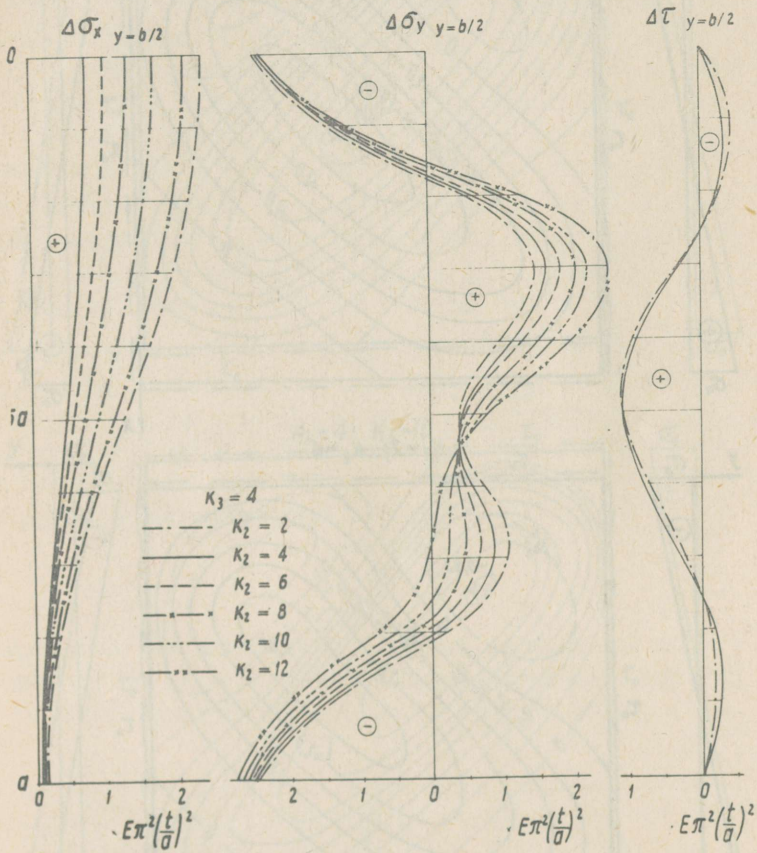 Δσx y=b/2
Δσy y=b/2
Δτ y=b/2
0
a
K3 = 4
K2 = 2
K2 = 4
K2 = 6
K2 = 8
K2 = 10
K2 = 12
+
−
+
−
−
+
0 1 2
2 1 0 1 2
1 0
Eπ²(t/a)²
Eπ²(t/a)²
Eπ²(t/a)²